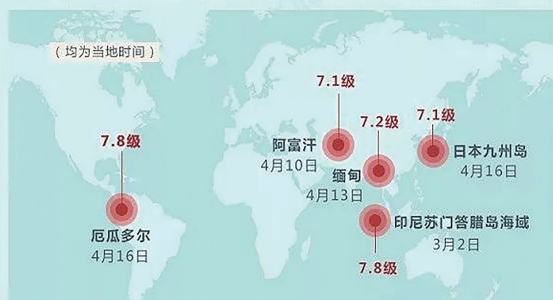 （均为当地时间）
7.8级
厄瓜多尔
4月16日
7.1级
阿富汗
4月10日
7.2级
缅甸
4月13日
7.1级
日本九州岛
4月16日
印尼苏门答腊岛海域
3月2日
7.8级